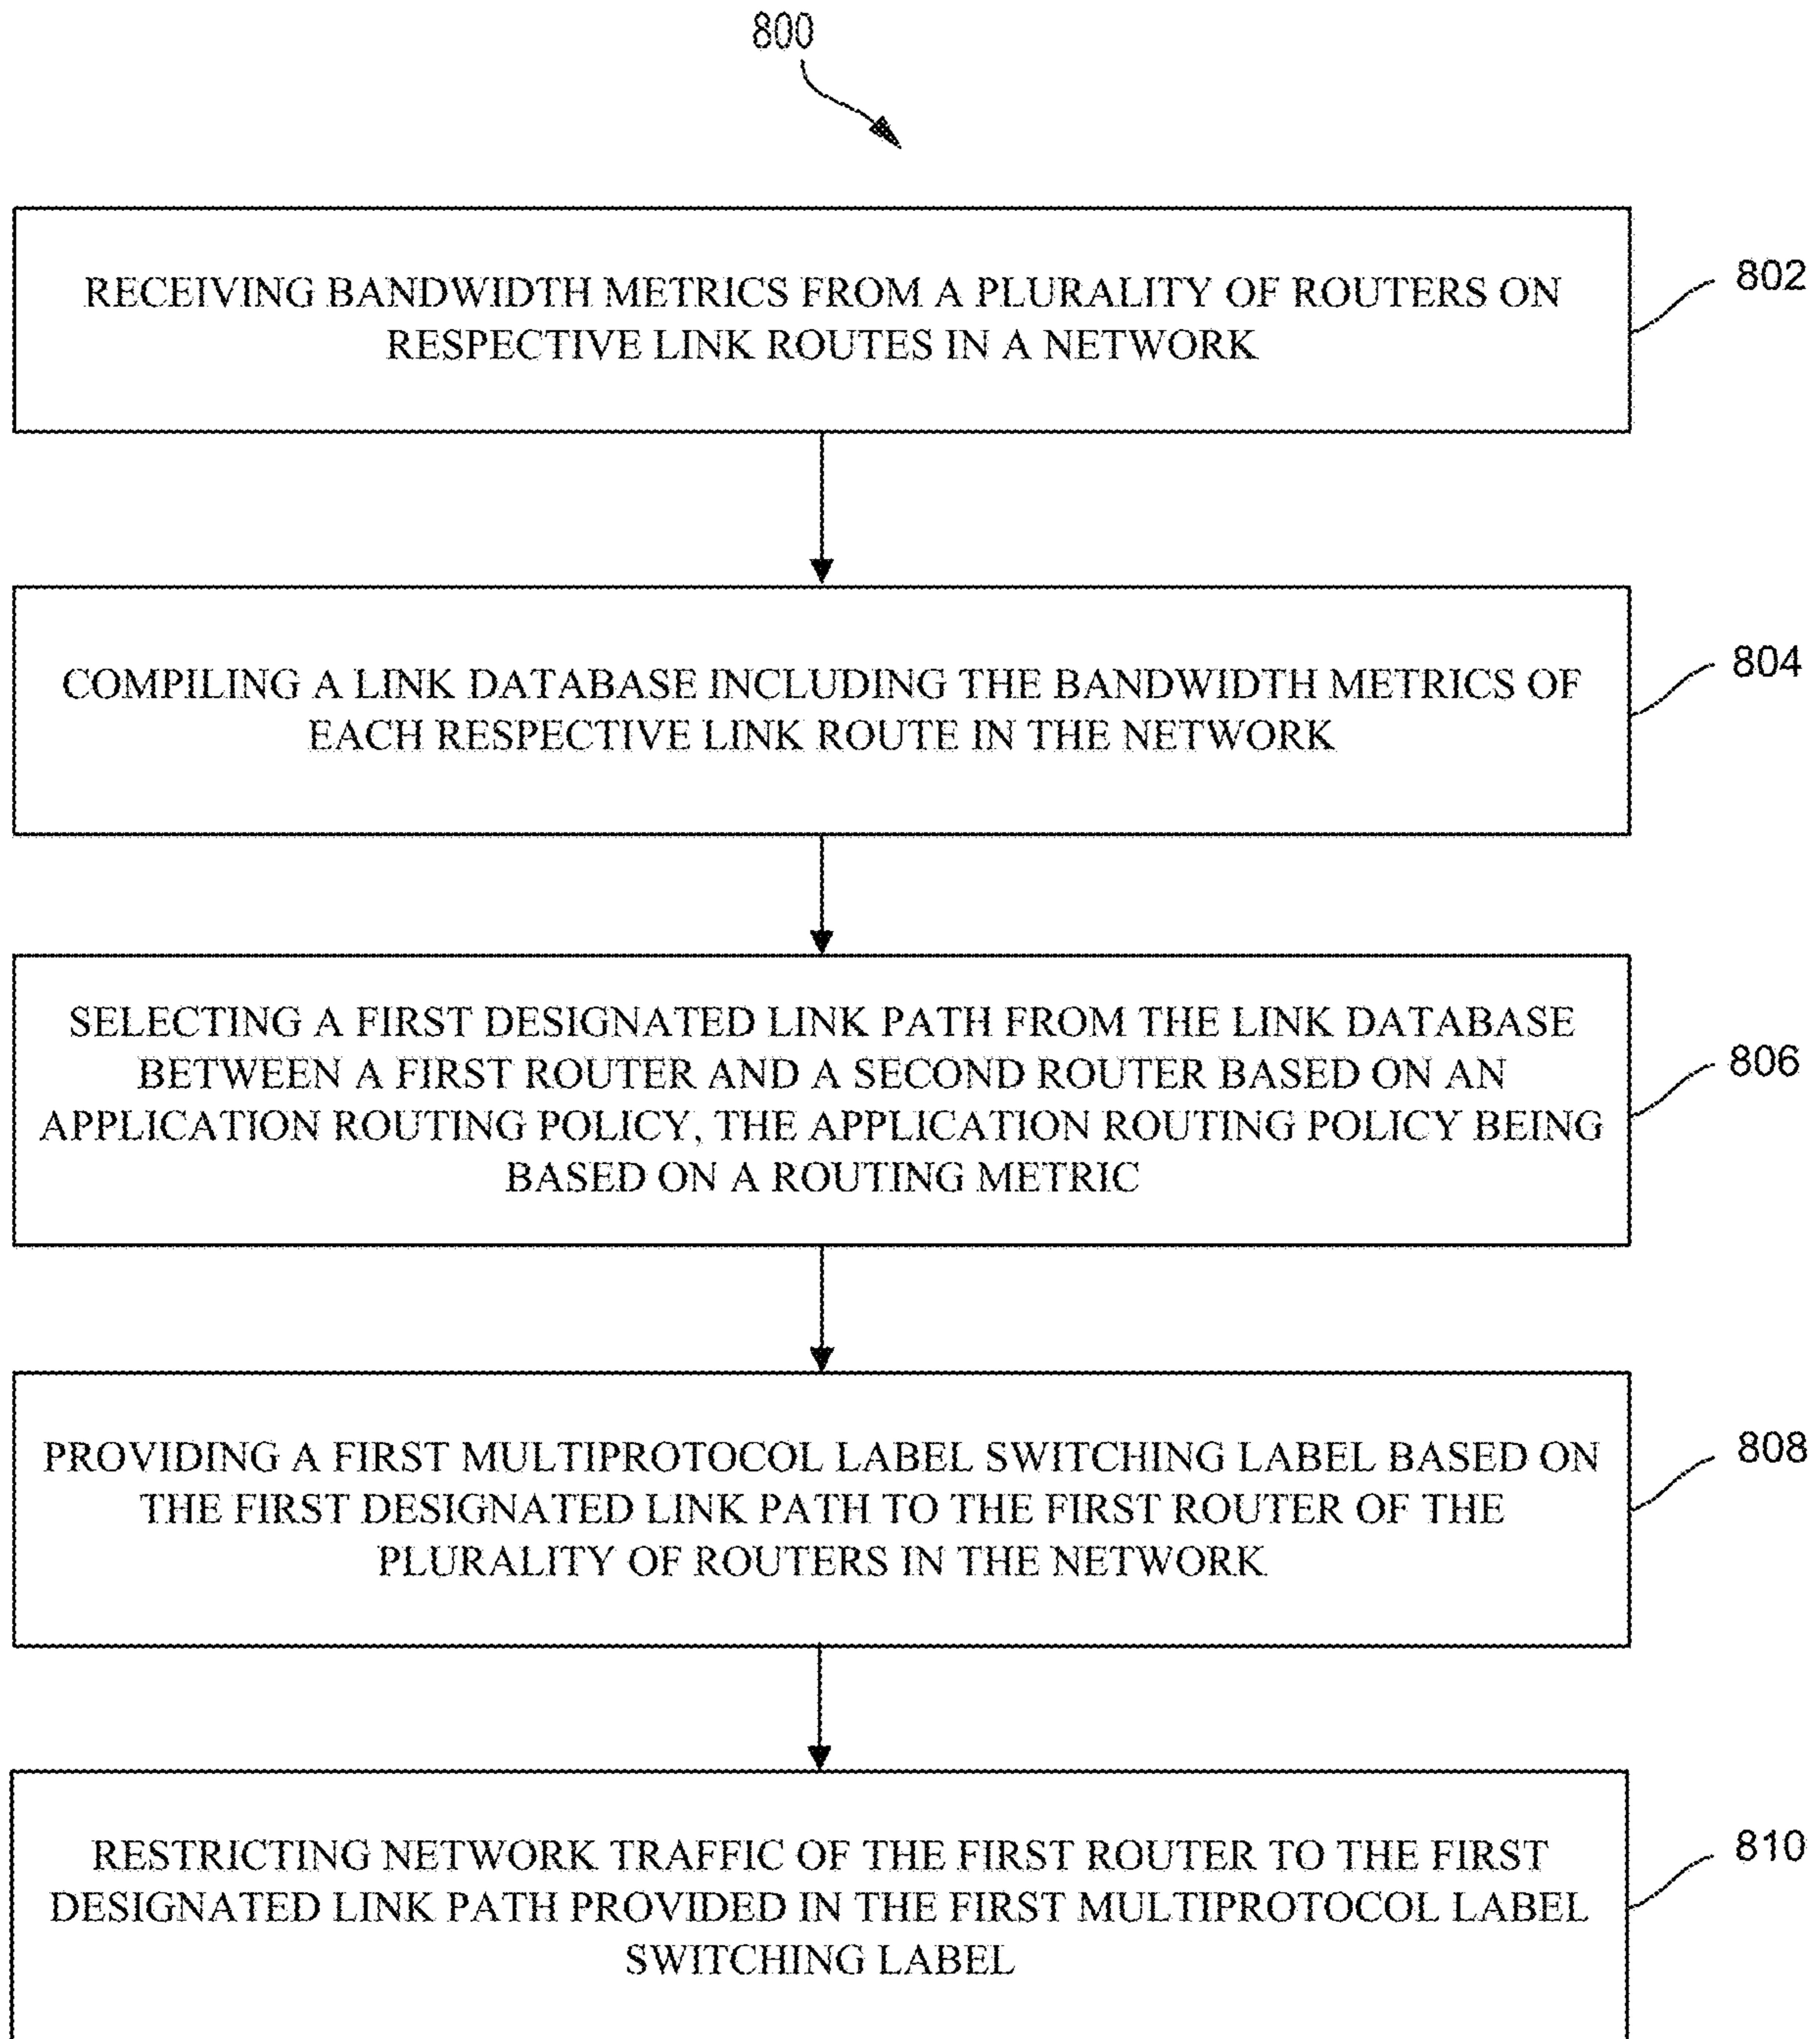 800
RECEIVING BANDWIDTH METRICS FROM A PLURALITY OF ROUTERS ON
RESPECTIVE LINK ROUTES IN A NETWORK
802
COMPILING A LINK DATABASE INCLUDING THE BANDWIDTH METRICS OF
EACH RESPECTIVE LINK ROUTE IN THE NETWORK
804
SELECTING A FIRST DESIGNATED LINK PATH FROM THE LINK DATABASE
BETWEEN A FIRST ROUTER AND A SECOND ROUTER BASED ON AN
APPLICATION ROUTING POLICY, THE APPLICATION ROUTING POLICY BEING
BASED ON A ROUTING METRIC
806
PROVIDING A FIRST MULTIPROTOCOL LABEL SWITCHING LABEL BASED ON
THE FIRST DESIGNATED LINK PATH TO THE FIRST ROUTER OF THE
PLURALITY OF ROUTERS IN THE NETWORK
808
RESTRICTING NETWORK TRAFFIC OF THE FIRST ROUTER TO THE FIRST
DESIGNATED LINK PATH PROVIDED IN THE FIRST MULTIPROTOCOL LABEL
SWITCHING LABEL
810